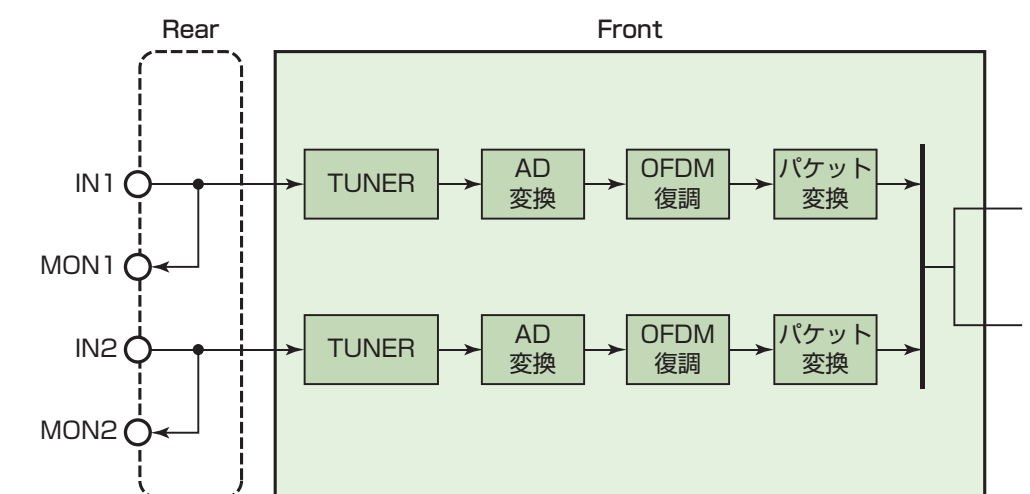 Rear
Front
IN1
TUNER
AD
変換
OFDM
復調
パケット
変換
MON1
IN2
TUNER
AD
変換
OFDM
復調
パケット
変換
MON2